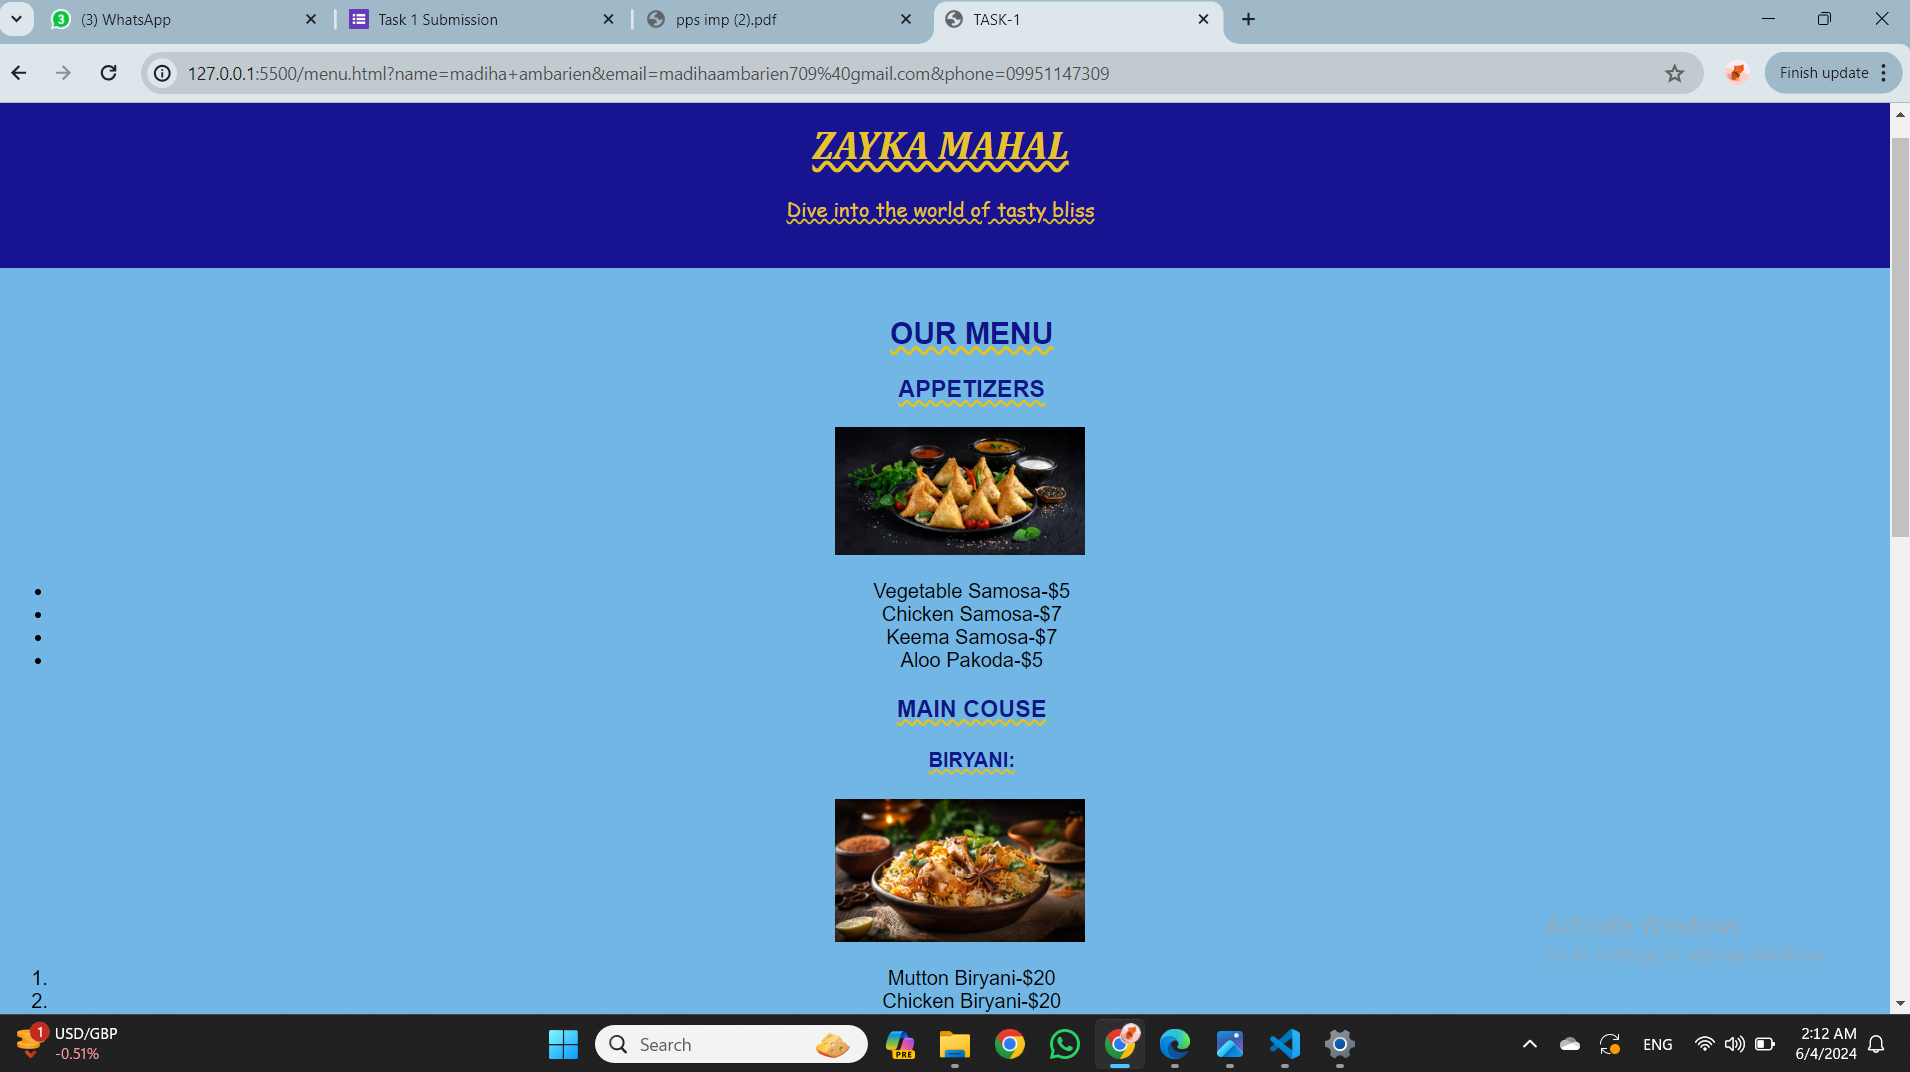 (3) WhatsApp
Task 1 Submission
pps imp (2).pdf
TASK-1
127.0.0.1:5500/menu.html?name=madiha+ambarien&email=madihaambarien709%40gmail.com&phone=09951147309
Finish update
ZAYKA MAHAL
Dive into the world of tasty bliss
OUR MENU
APPETIZERS
• Vegetable Samosa-$5
• Chicken Samosa-$7
• Keema Samosa-$7
• Aloo Pakoda-$5
MAIN COUSE
BIRYANI:
1. Mutton Biryani-$20
2. Chicken Biryani-$20
Activate Windows
Go to Settings to activate Windows.
1
USD/GBP
-0.51%
Search
PRE
ENG
2:12 AM
6/4/2024